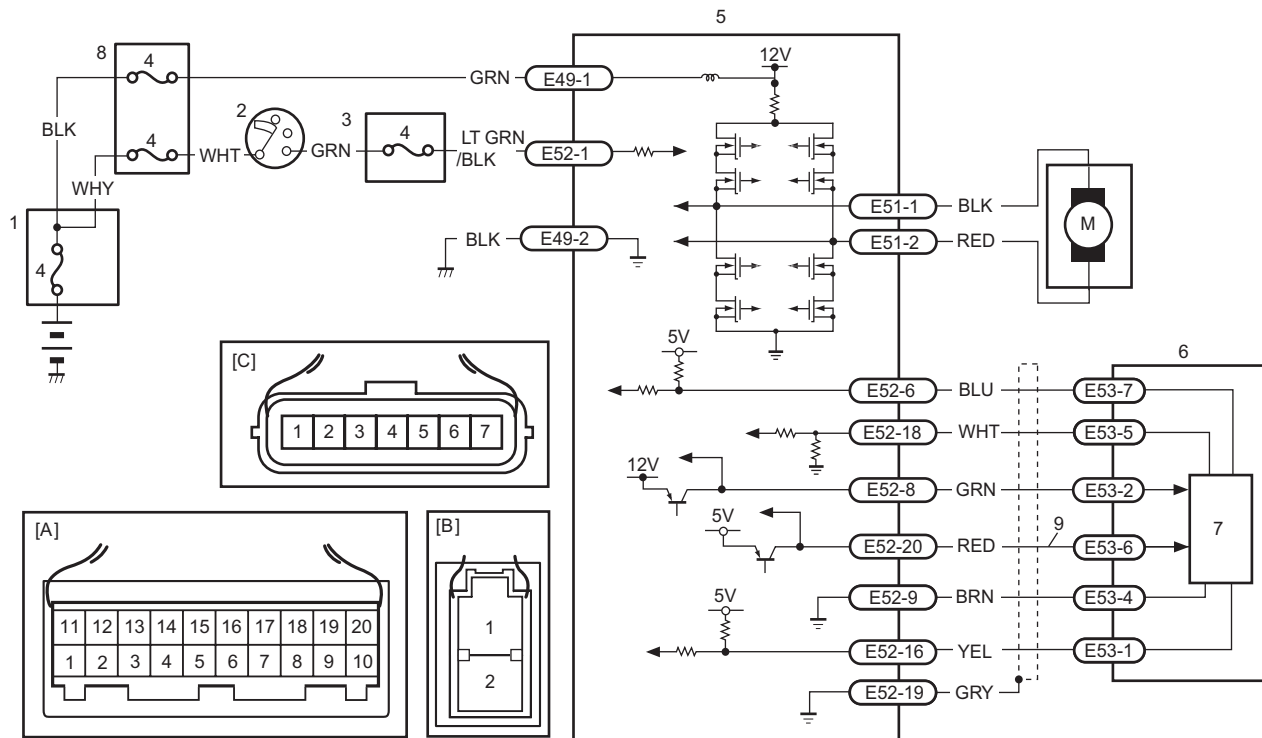 5
8
4
12V
GRN
E49-1
2
3
BLK
4
4
LT GRN
/BLK
E52-1
WHT
GRN
WHY
E51-1
BLK
1
M
BLK
E49-2
E51-2
RED
4
5V
6
[C]
E52-6
BLU
E53-7
1 2 3 4 5 6 7
E52-18
WHT
E53-5
12V
E52-8
GRN
E53-2
[A]
[B]
5V
9
7
E52-20
RED
E53-6
5V
E52-9
BRN
E53-4
11 12 13 14 15 16 17 18 19 20
1
1 2 3 4 5 6 7 8 9 10
E52-16
YEL
E53-1
2
E52-19
GRY